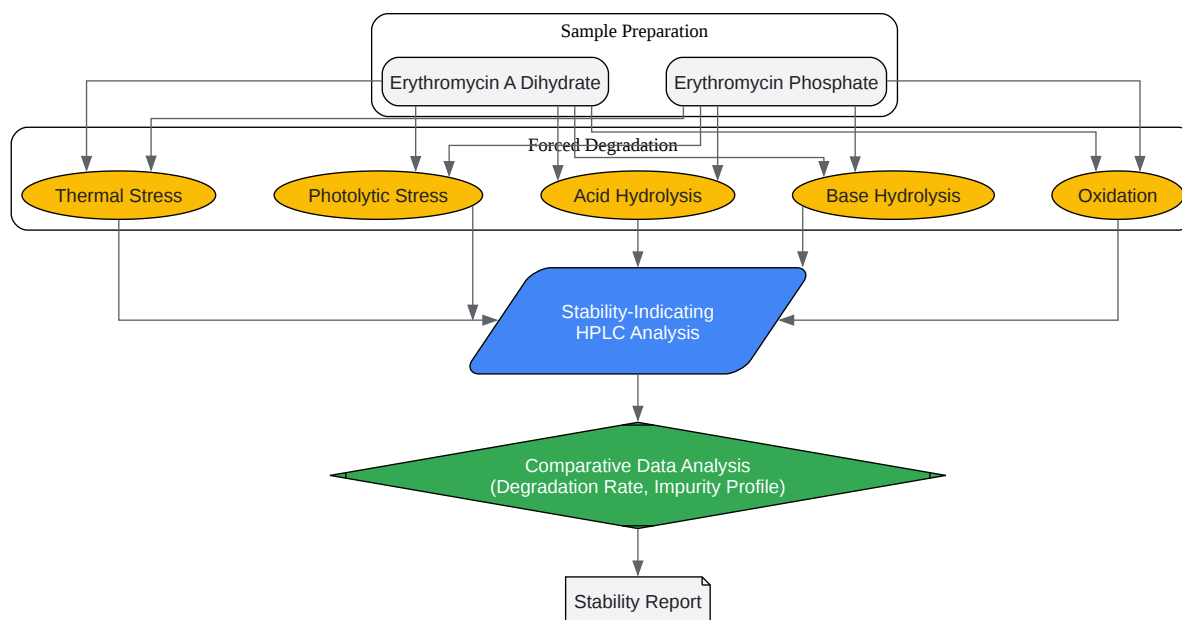 Sample Preparation
Erythromycin A Dihydrate
Erythromycin Phosphate
Forced Degradation
Thermal Stress
Photolytic Stress
Acid Hydrolysis
Base Hydrolysis
Oxidation
Stability-Indicating
HPLC Analysis
Comparative Data Analysis
(Degradation Rate, Impurity Profile)
Stability Report